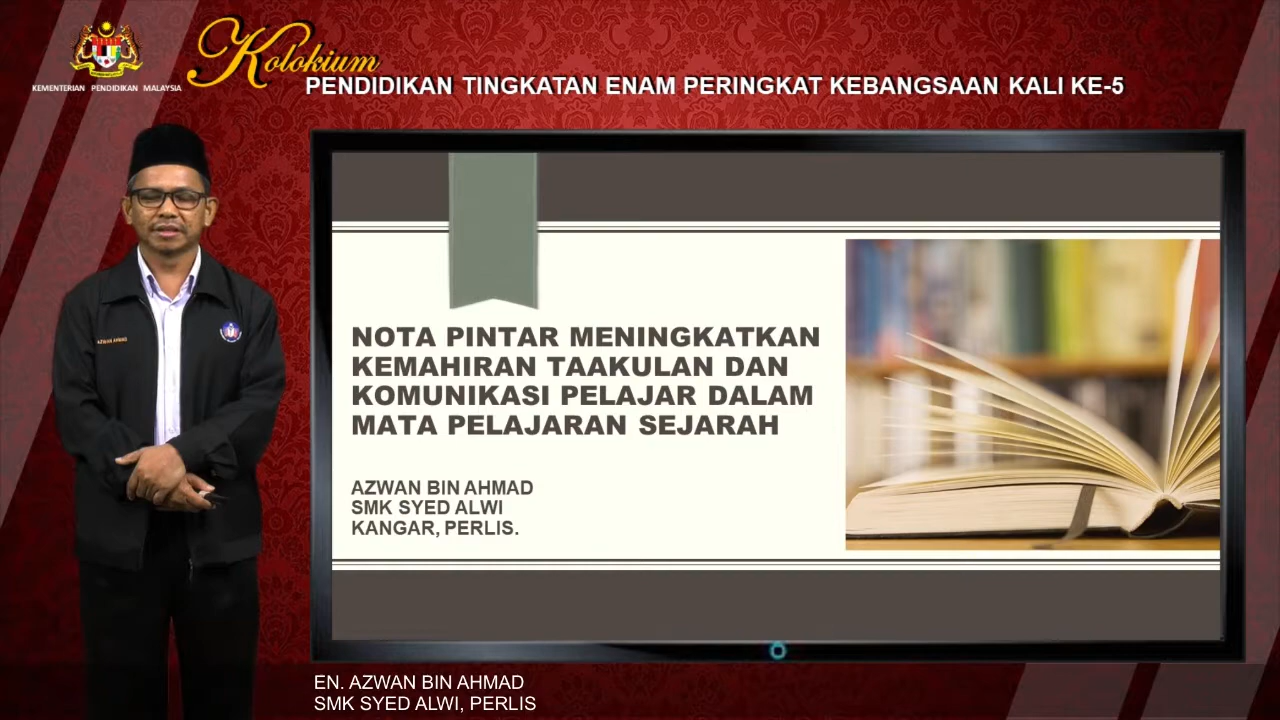 KEMENTERIAN PENDIDIKAN MALAYSIA
Kolokium
PENDIDIKAN TINGKATAN ENAM PERINGKAT KEBANGSAAN KALI KE-5
NOTA PINTAR MENINGKATKAN
KEMAHIRAN TAAKULAN DAN
KOMUNIKASI PELAJAR DALAM
MATA PELAJARAN SEJARAH
AZWAN BIN AHMAD
SMK SYED ALWI
KANGAR, PERLIS.
EN. AZWAN BIN AHMAD
SMK SYED ALWI, PERLIS